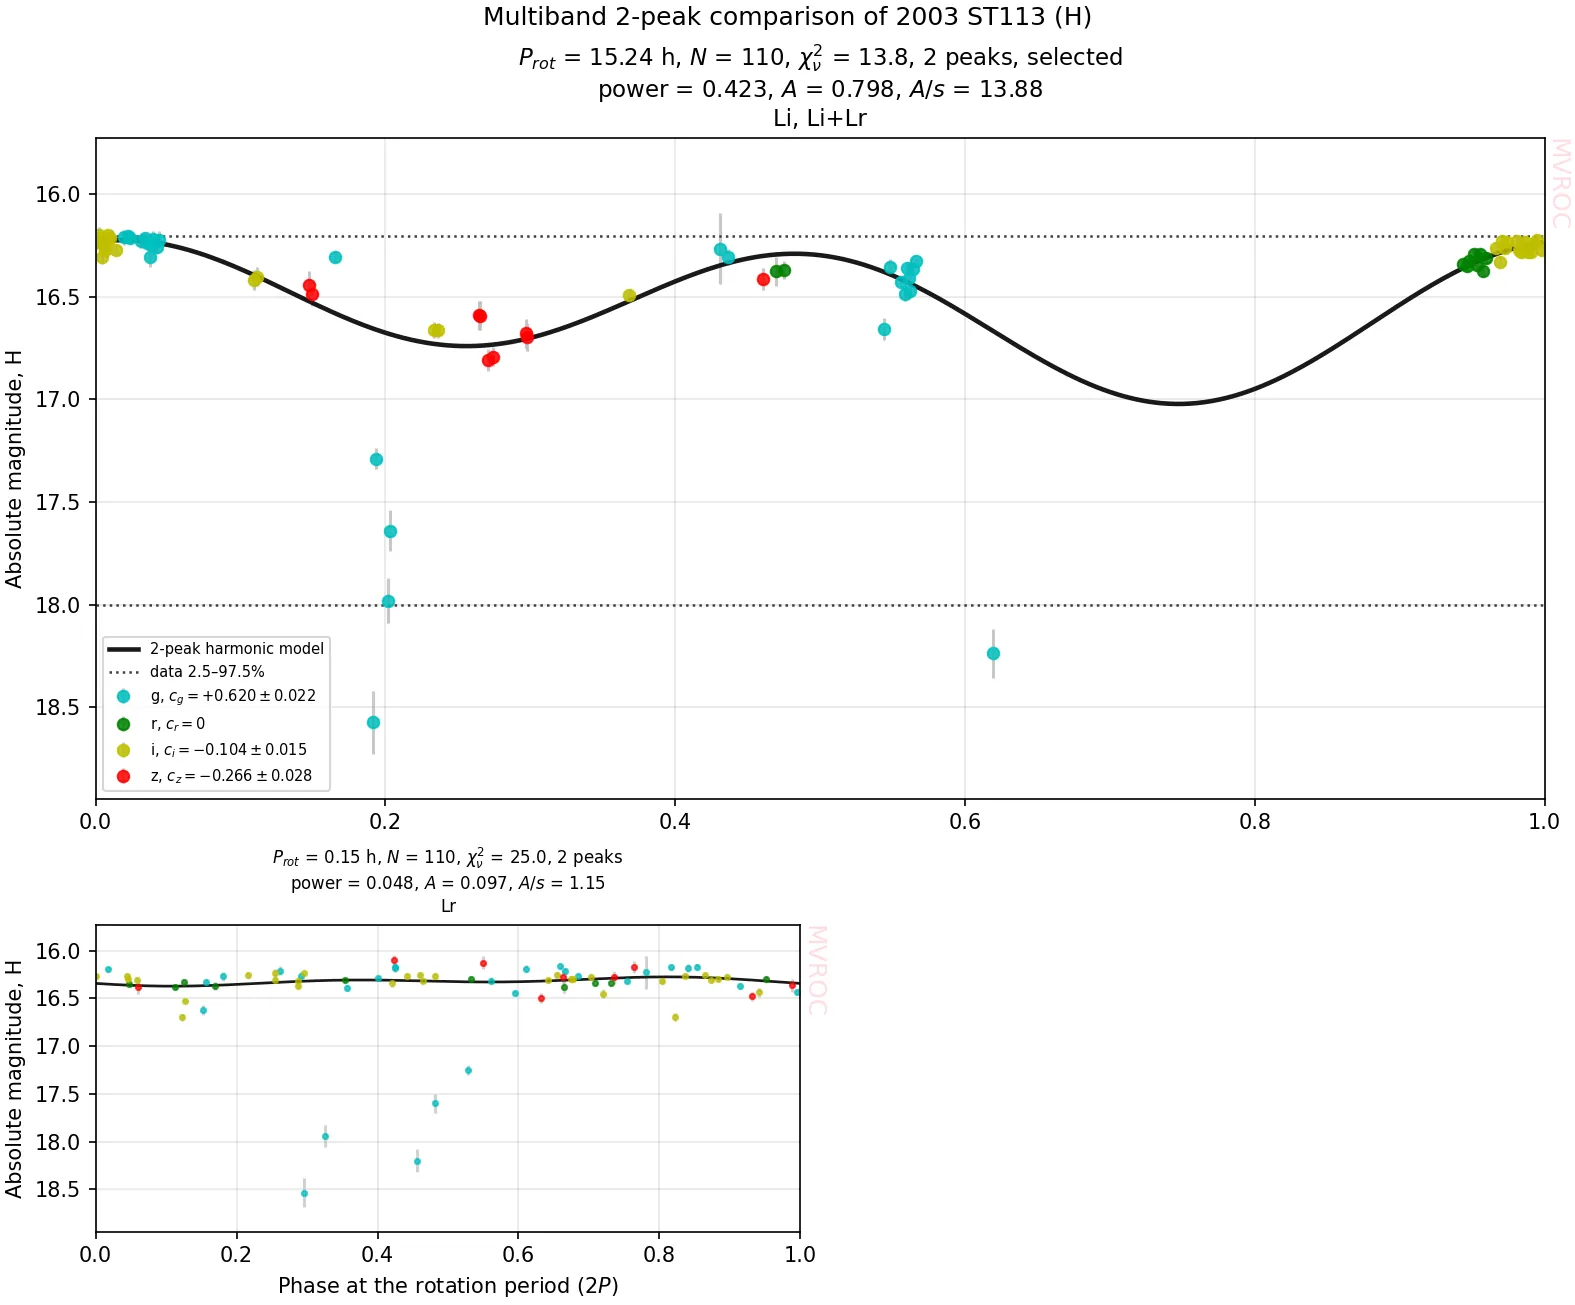 Multiband 2-peak comparison of 2003 ST113 (H)
P_rot = 15.24 h, N = 110, χ²_ν = 13.8, 2 peaks, selected
power = 0.423, A = 0.798, A/s = 13.88
Li, Li+Lr
MVROC
Absolute magnitude, H
16.0
16.5
17.0
17.5
18.0
18.5
2-peak harmonic model
data 2.5–97.5%
g, c_g = +0.620 ± 0.022
r, c_r = 0
i, c_i = −0.104 ± 0.015
z, c_z = −0.266 ± 0.028
0.0 0.2 0.4 0.6 0.8 1.0
P_rot = 0.15 h, N = 110, χ²_ν = 25.0, 2 peaks
power = 0.048, A = 0.097, A/s = 1.15
Lr
MVROC
Absolute magnitude, H
16.0
16.5
17.0
17.5
18.0
18.5
0.0 0.2 0.4 0.6 0.8 1.0
Phase at the rotation period (2P)